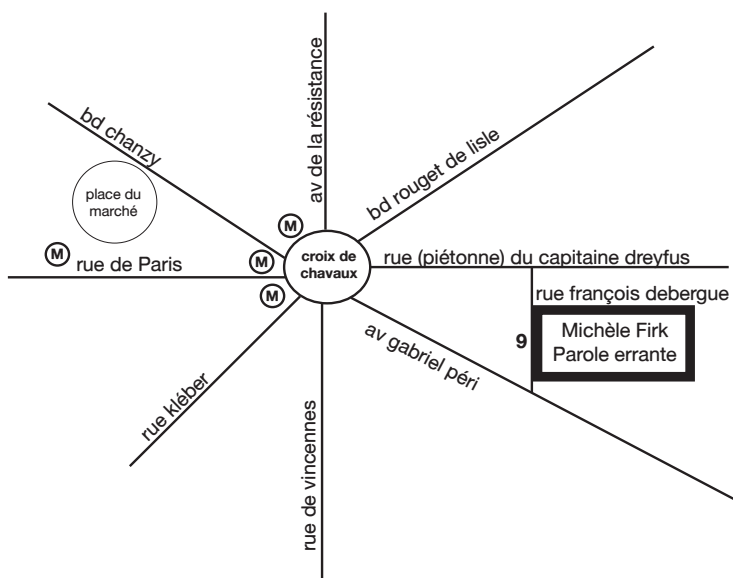 av de la résistance
bd chanzy
bd rouget de lisle
place du
marché
M
M
rue de Paris
M
M
croix de
chavaux
rue (piétonne) du capitaine dreyfus
rue françois debergue
9
Michèle Firk
Parole errante
av gabriel péri
rue kléber
rue de vincennes